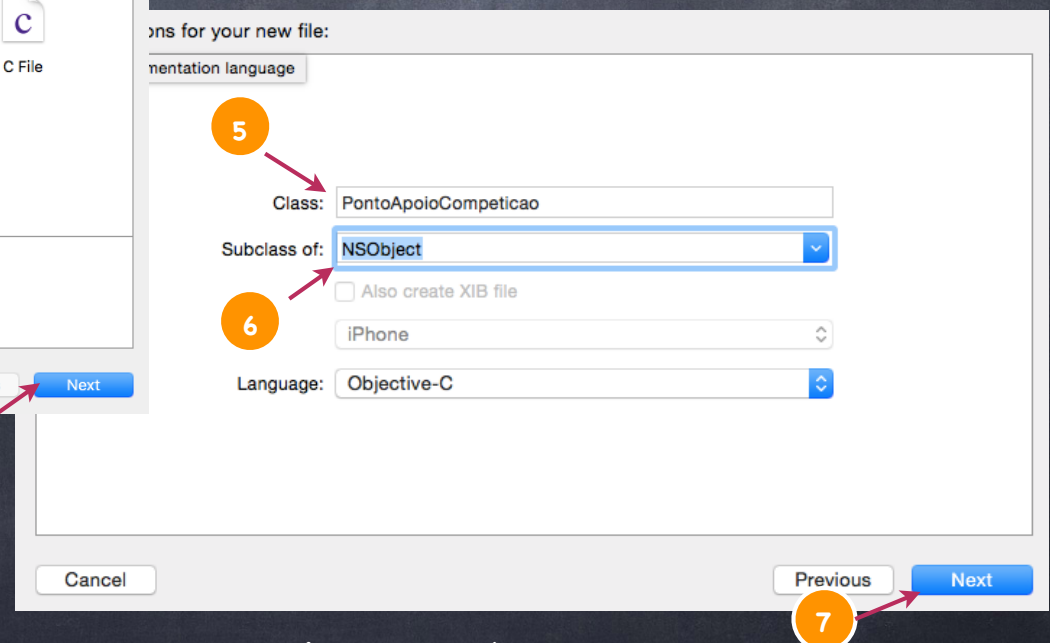 C
C File
Next
ons for your new file:
mentation language
5
Class: PontoApoioCompeticao
Subclass of: NSObject
6
Also create XIB file
iPhone
Language: Objective-C
Cancel
Previous
Next
7